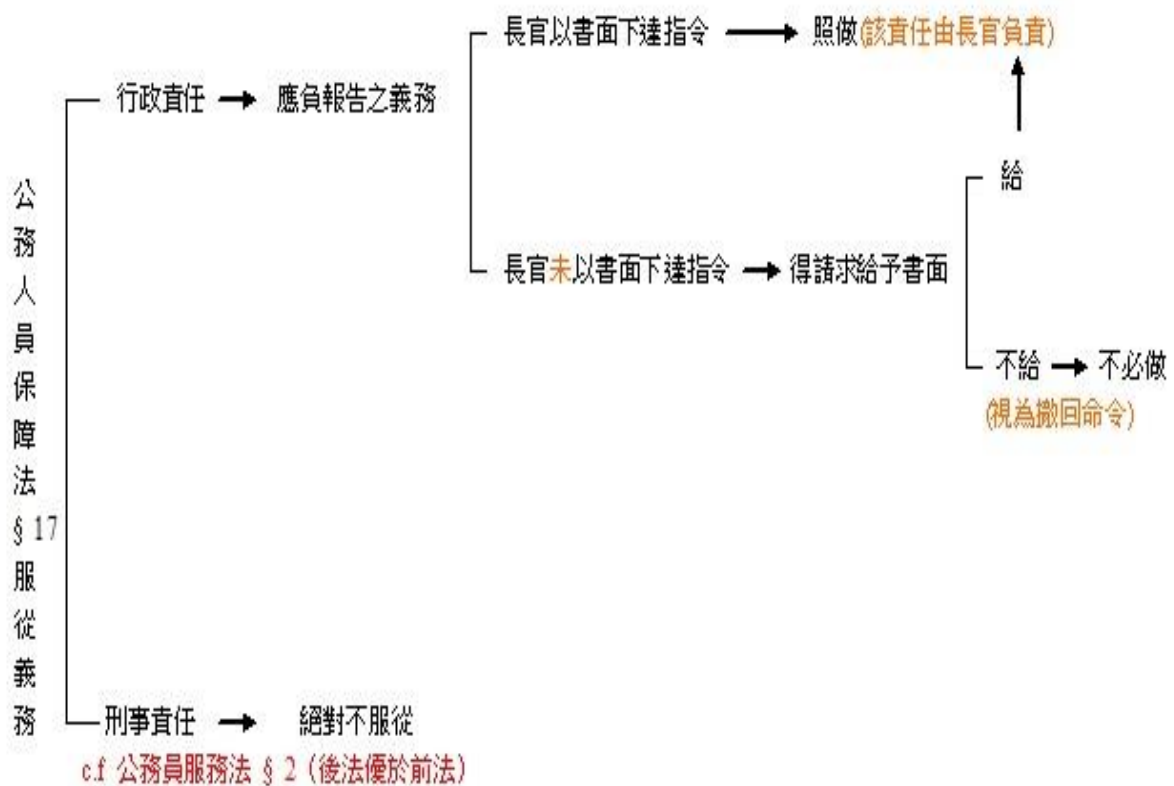 公務人員保障法§17服從義務
行政責任
應負報告之義務
長官以書面下達指令
照做(該責任由長官負責)
長官未以書面下達指令
得請求給予書面
給
不給
(視為撤回命令)
不必做
刑事責任
絕對不服從
c.f 公務員服務法 § 2 (後法優於前法)